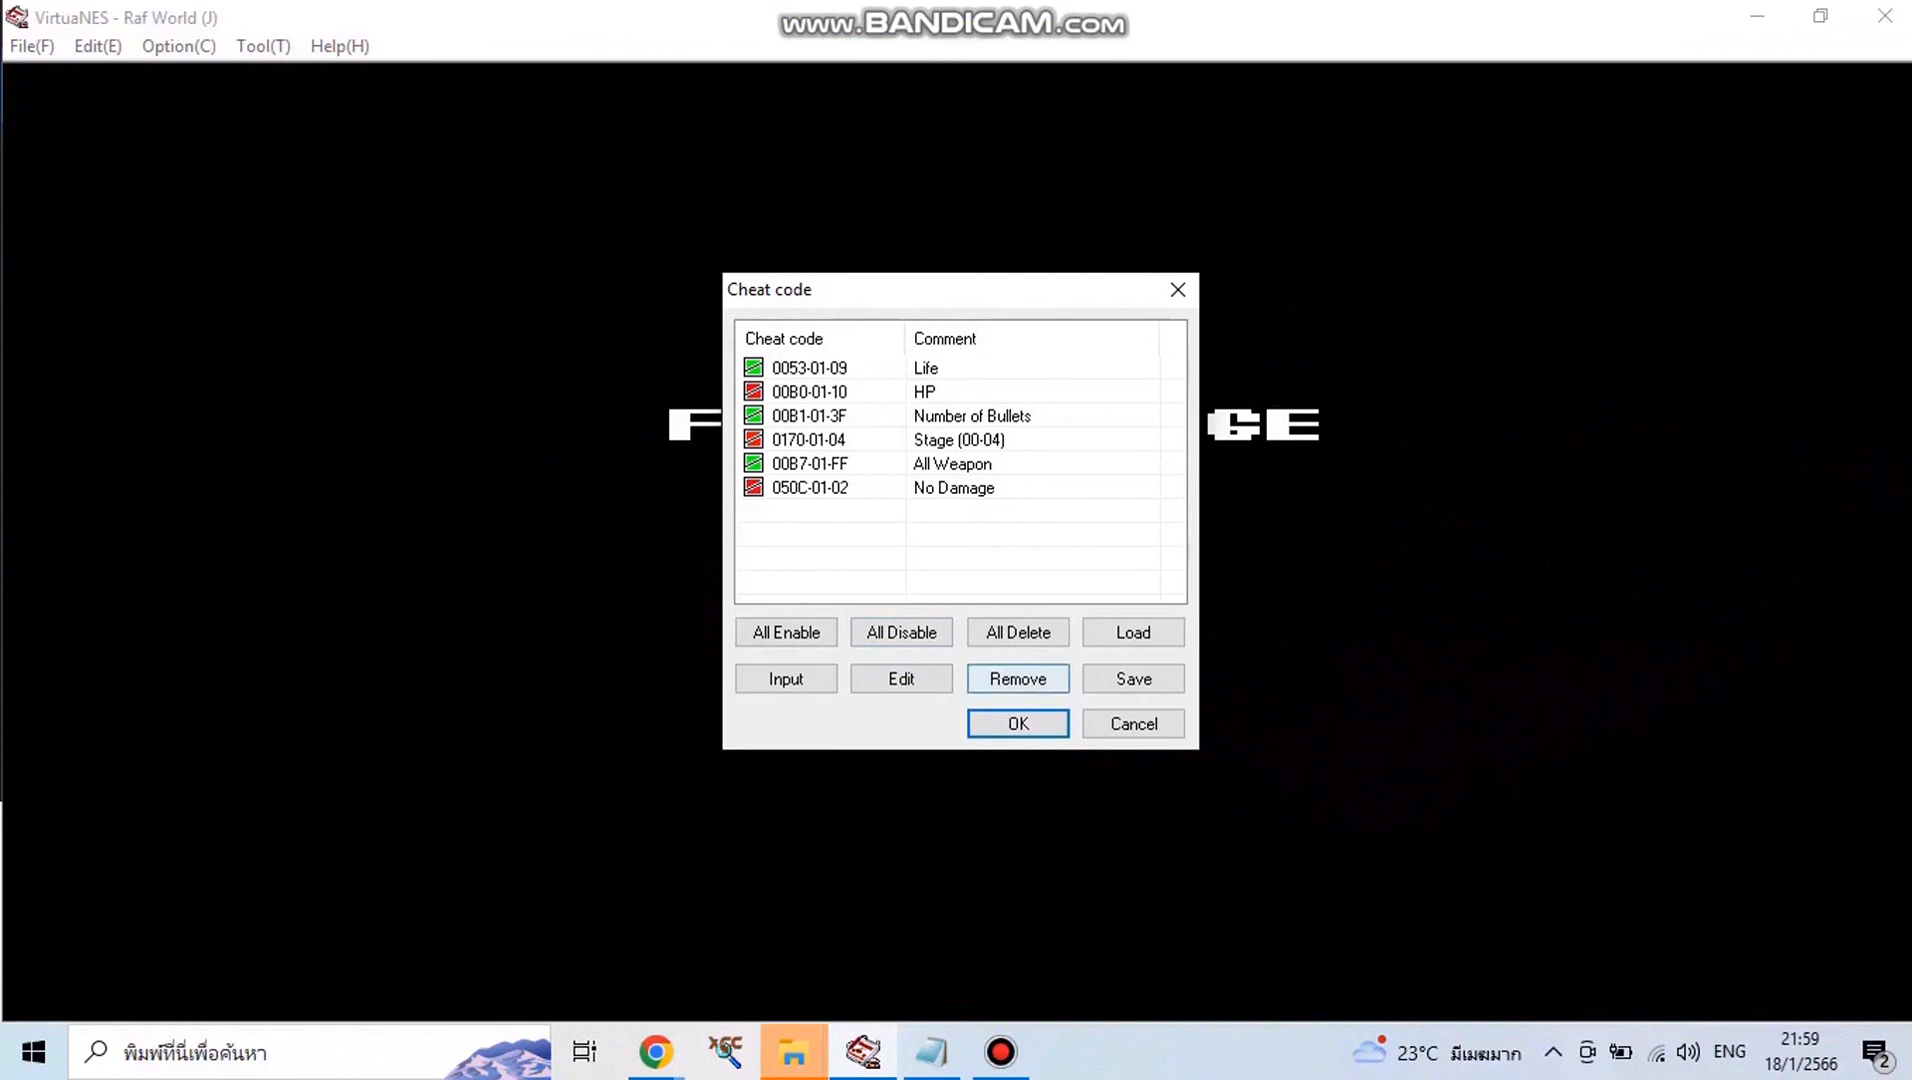 VirtuaNES - Raf World (J)
www.BANDICAM.com
File(F) Edit(E) Option(C) Tool(T) Help(H)
Cheat code
Cheat code Comment
0053-01-09 Life
00B0-01-10 HP
00B1-01-3F Number of Bullets
0170-01-04 Stage (00-04)
00B7-01-FF All Weapon
050C-01-02 No Damage
F GE
All Enable All Disable All Delete Load
Input Edit Remove Save
OK Cancel
พิมพ์ที่นี่เพื่อค้นหา
XGC
23°C มีเมฆมาก
ENG
21:59
18/1/2566
2